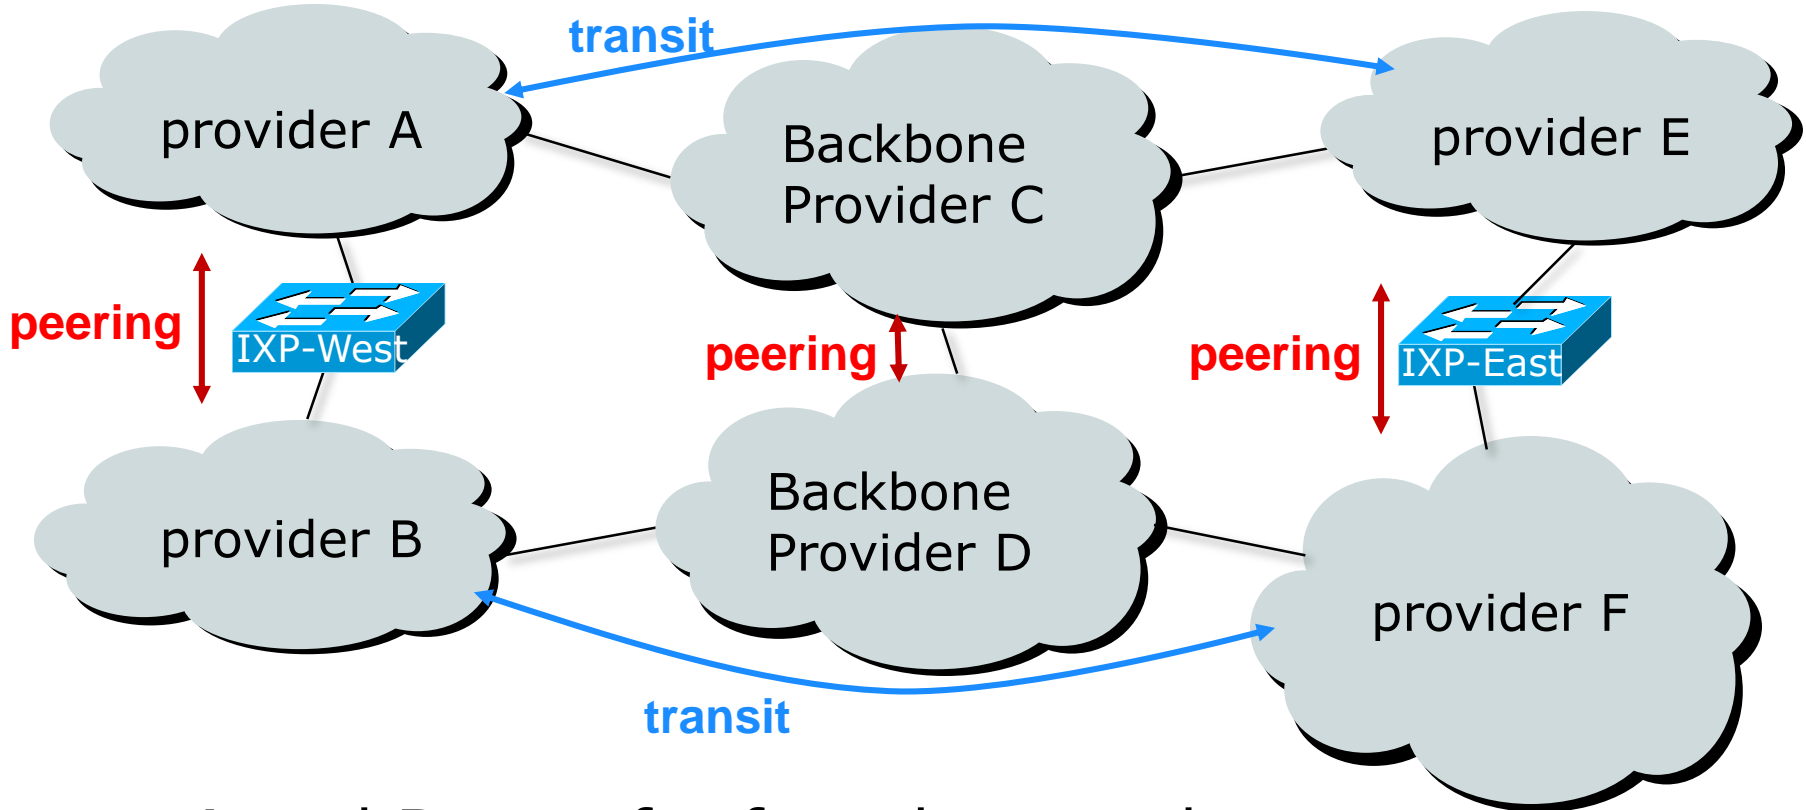 transit
provider A
Backbone
Provider C
provider E
peering
IXP-West
peering
peering
IXP-East
provider B
Backbone
Provider D
provider F
transit